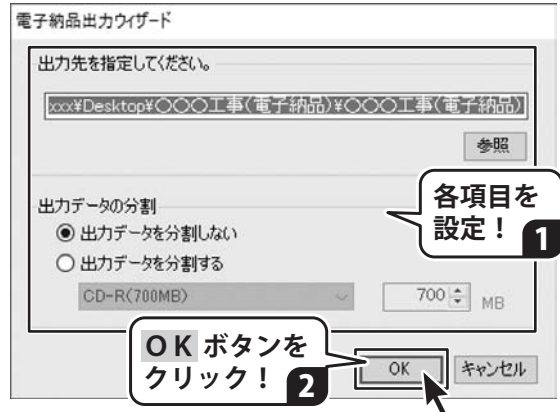 電子納品出力ウィザード
出力先を指定してください。
xxx¥Desktop¥〇〇〇工事(電子納品)¥〇〇〇工事(電子納品)
参照
出力データの分割
出力データを分割しない
出力データを分割する
CD-R(700MB)
700
MB
各項目を
設定！ 1
OK ボタンを
クリック！ 2
OK
キャンセル